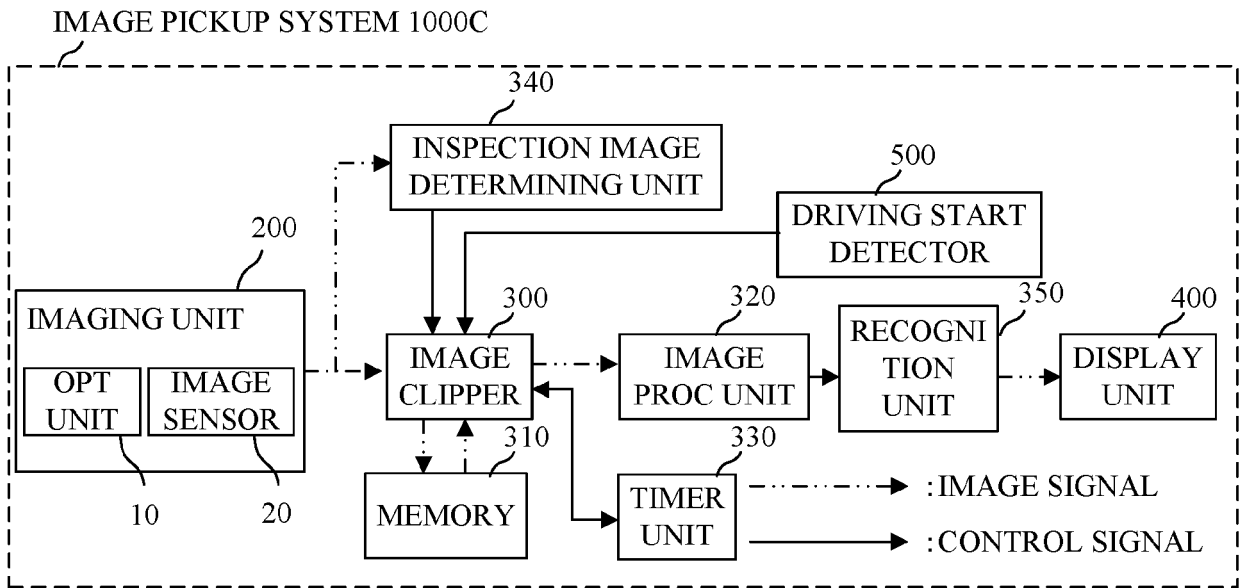 IMAGE PICKUP SYSTEM 1000C
340
INSPECTION IMAGE
DETERMINING UNIT
500
DRIVING START
DETECTOR
200
IMAGING UNIT
OPT
UNIT
IMAGE
SENSOR
10
20
300
IMAGE
CLIPPER
320
IMAGE
PROC UNIT
350
RECOGNI
TION
UNIT
400
DISPLAY
UNIT
310
MEMORY
330
TIMER
UNIT
:IMAGE SIGNAL
:CONTROL SIGNAL